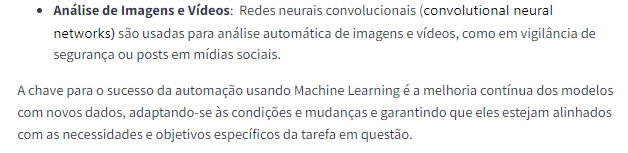 • Análise de Imagens e Vídeos: Redes neurais convolucionais (convolutional neural
networks) são usadas para análise automática de imagens e vídeos, como em vigilância de
segurança ou posts em mídias sociais.
A chave para o sucesso da automação usando Machine Learning é a melhoria contínua dos modelos
com novos dados, adaptando-se às condições e mudanças e garantindo que eles estejam alinhados
com as necessidades e objetivos específicos da tarefa em questão.